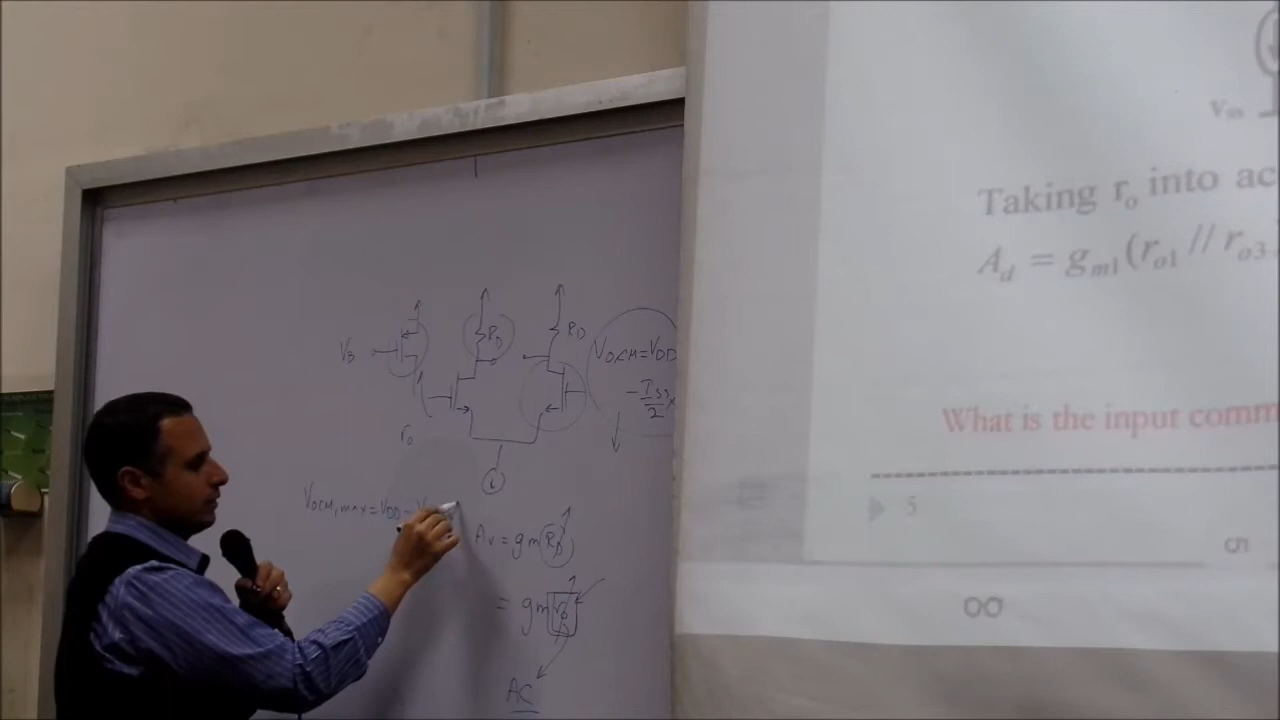 VB
RD
RD
VOCM=VDD
- ISS/2 x
ro
VOCM,MAX=VDD-V
Av = gm RD
= gm ro
AC
Vin
Taking ro into ac
Ad = gm1(ro1 // ro3
What is the input comm
5